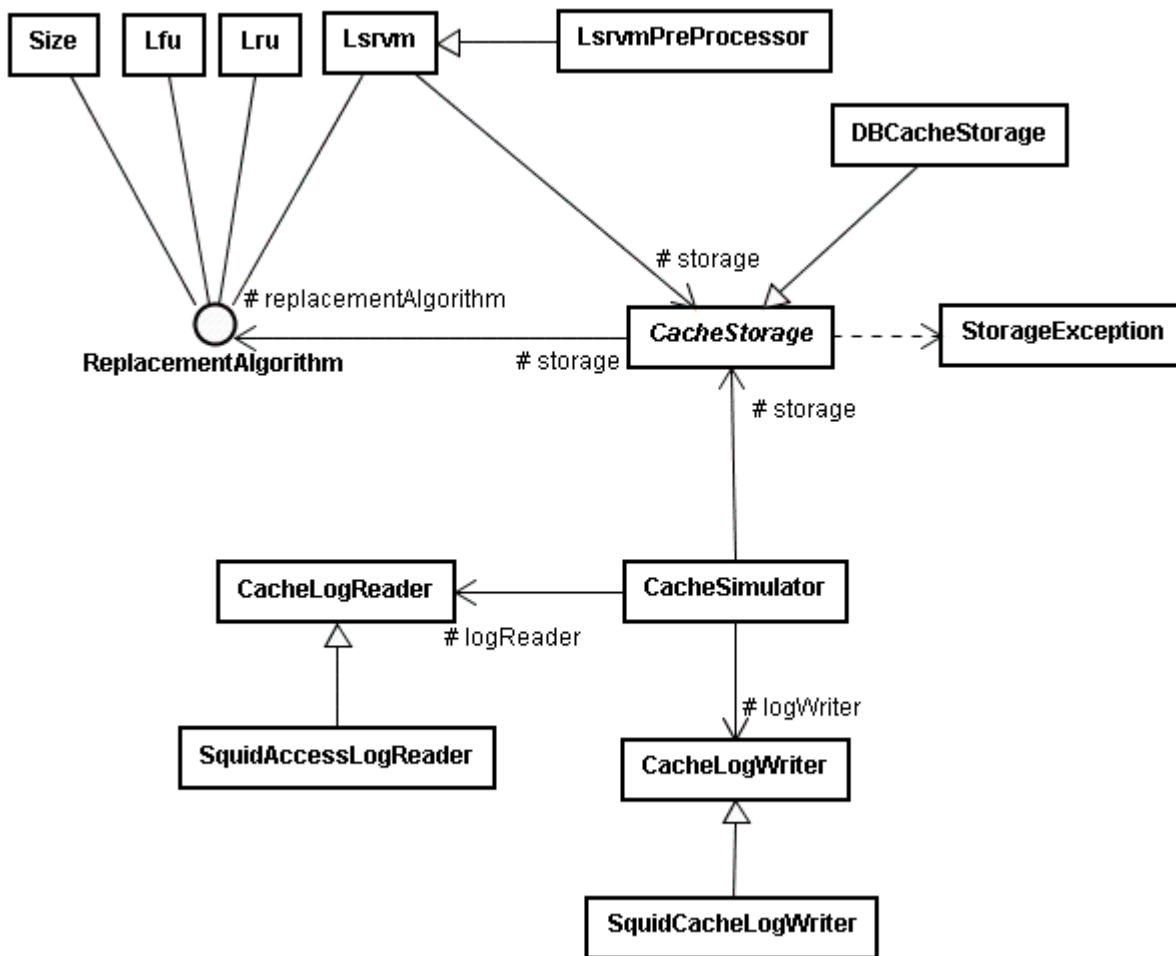 Size
Lfu
Lru
Lsrvm
LsrvmPreProcessor
DBCacheStorage
# storage
# replacementAlgorithm
CacheStorage
StorageException
ReplacementAlgorithm
# storage
# storage
CacheLogReader
CacheSimulator
# logReader
# logWriter
SquidAccessLogReader
CacheLogWriter
SquidCacheLogWriter